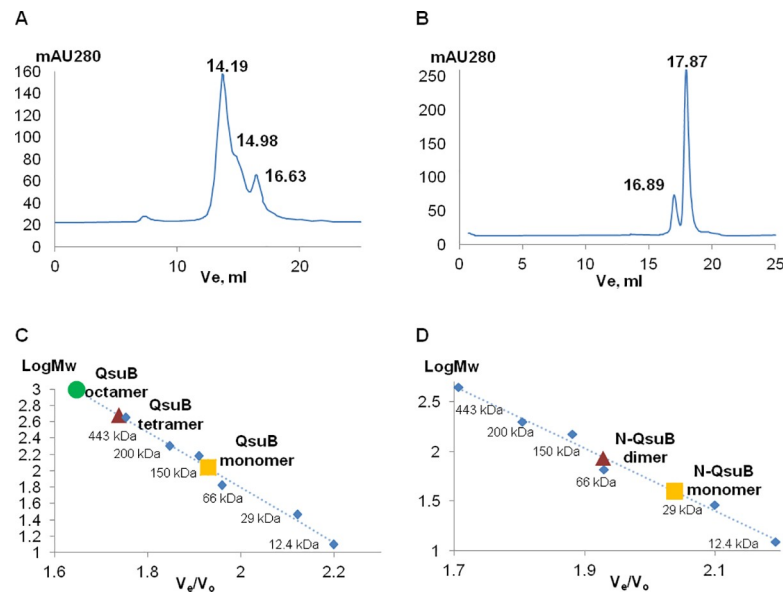 A
mAU280
160
140
120
100
80
60
40
20
0
14.19
14.98
16.63
0 10 20
Ve, ml
B
mAU280
250
200
150
100
50
0
17.87
16.89
0 5 10 15 20 25
Ve, ml
C
LogMw
3
2.8
2.6
2.4
2.2
2
1.8
1.6
1.4
1.2
1
QsuB
octamer
QsuB
tetramer
QsuB
monomer
443 kDa
200 kDa
150 kDa
66 kDa
29 kDa
12.4 kDa
1.6 1.8 2 2.2
Ve/Vo
D
LogMw
2.5
2
1.5
1
443 kDa
200 kDa
150 kDa
N-QsuB
dimer
66 kDa
N-QsuB
monomer
29 kDa
12.4 kDa
1.7 1.9 2.1
Ve/Vo